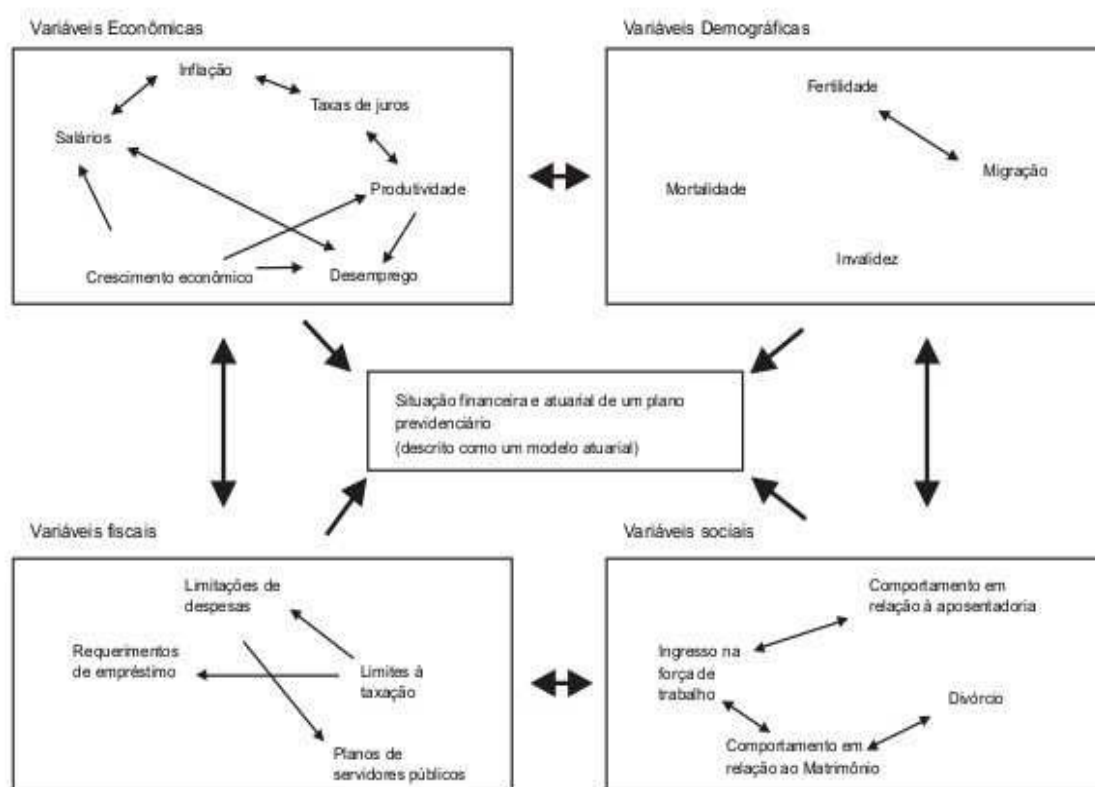 Variáveis Econômicas
Inflação
Taxas de juros
Salários
Produtividade
Crescimento econômico
Desemprego
Variáveis Demográficas
Fertilidade
Migração
Mortalidade
Invalidez
Situação financeira e atuarial de um plano
previdenciário
(descrito como um modelo atuarial)
Variáveis fiscais
Limitações de
despesas
Requerimentos
de empréstimo
Limites á
taxação
Planos de
servidores públicos
Variáveis sociais
Comportamento em
relação à aposentadoria
Ingresso na
força de
trabalho
Divórcio
Comportamento em
relação ao Matrimônio